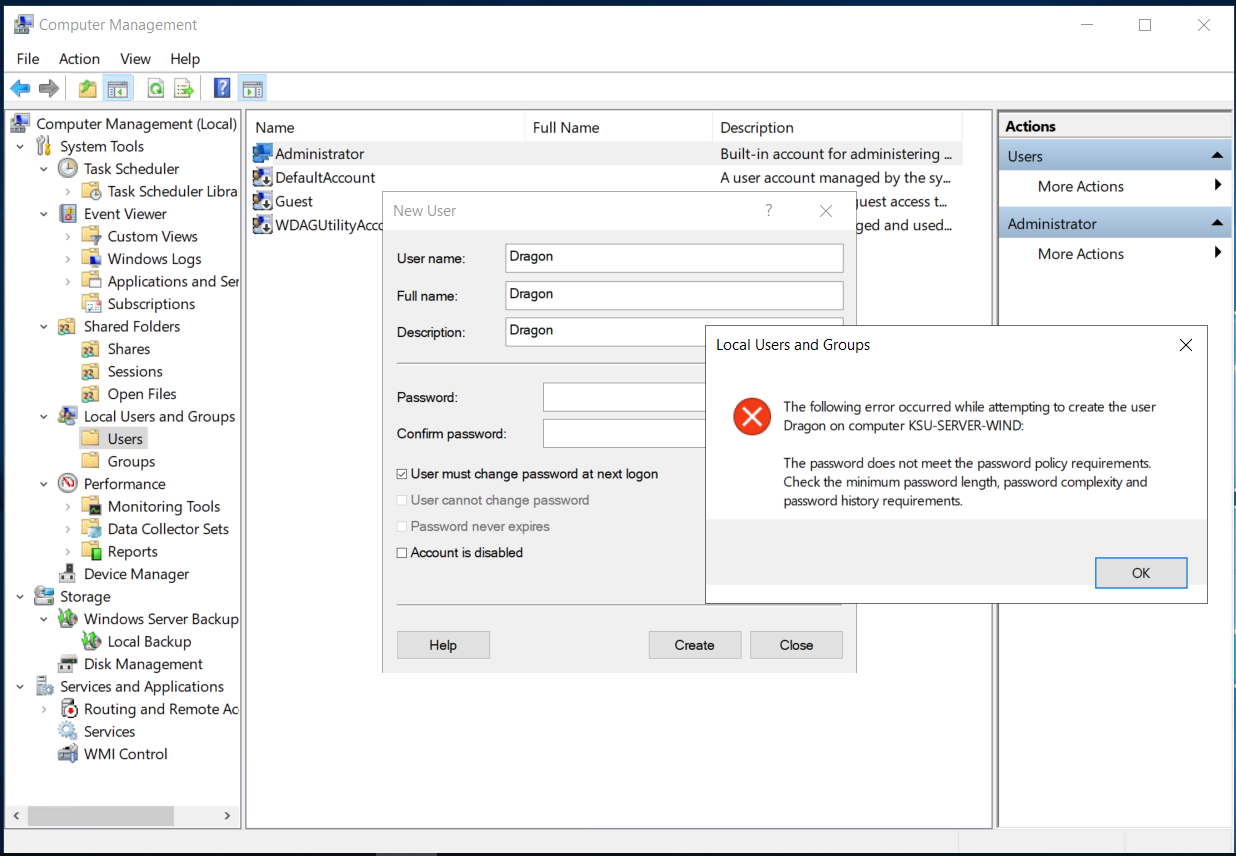 Computer Management
File Action View Help
Computer Management (Local)
System Tools
Task Scheduler
Task Scheduler Libra
Event Viewer
Custom Views
Windows Logs
Applications and Ser
Subscriptions
Shared Folders
Shares
Sessions
Open Files
Local Users and Groups
Users
Groups
Performance
Monitoring Tools
Data Collector Sets
Reports
Device Manager
Storage
Windows Server Backup
Local Backup
Disk Management
Services and Applications
Routing and Remote Ac
Services
WMI Control
Name Full Name Description
Administrator Built-in account for administering ...
DefaultAccount A user account managed by the sy...
Guest uest access t...
WDAGUtilityAcc ged and used...
New User ?
User name: Dragon
Full name: Dragon
Description: Dragon
Password:
Confirm password:
User must change password at next logon
User cannot change password
Password never expires
Account is disabled
Help Create Close
Local Users and Groups
The following error occurred while attempting to create the user
Dragon on computer KSU-SERVER-WIND:
The password does not meet the password policy requirements.
Check the minimum password length, password complexity and
password history requirements.
OK
Actions
Users
More Actions
Administrator
More Actions